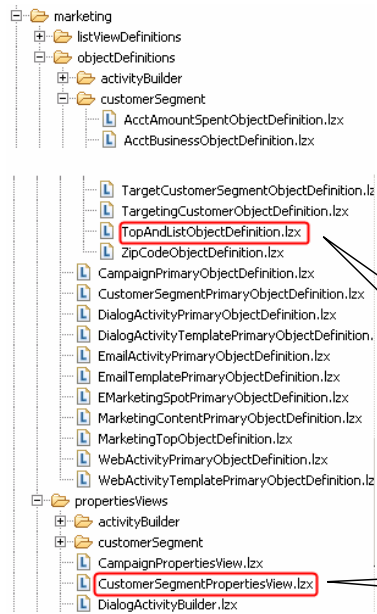 marketing
listViewDefinitions
objectDefinitions
activityBuilder
customerSegment
AcctAmountSpentObjectDefinition.lzx
AcctBusinessObjectDefinition.lzx
TargetCustomerSegmentObjectDefinition.lz
TargetingCustomerObjectDefinition.lzx
TopAndListObjectDefinition.lzx
ZipCodeObjectDefinition.lzx
CampaignPrimaryObjectDefinition.lzx
CustomerSegmentPrimaryObjectDefinition.lzx
DialogActivityPrimaryObjectDefinition.lzx
DialogActivityTemplatePrimaryObjectDefinition.
EmailActivityPrimaryObjectDefinition.lzx
EmailTemplatePrimaryObjectDefinition.lzx
EMarketingSpotPrimaryObjectDefinition.lzx
MarketingContentPrimaryObjectDefinition.lzx
MarketingTopObjectDefinition.lzx
WebActivityPrimaryObjectDefinition.lzx
WebActivityTemplatePrimaryObjectDefinition.lz
propertiesViews
activityBuilder
customerSegment
CampaignPropertiesView.lzx
CustomerSegmentPropertiesView.lzx
DialogActivityBuilder.lzx